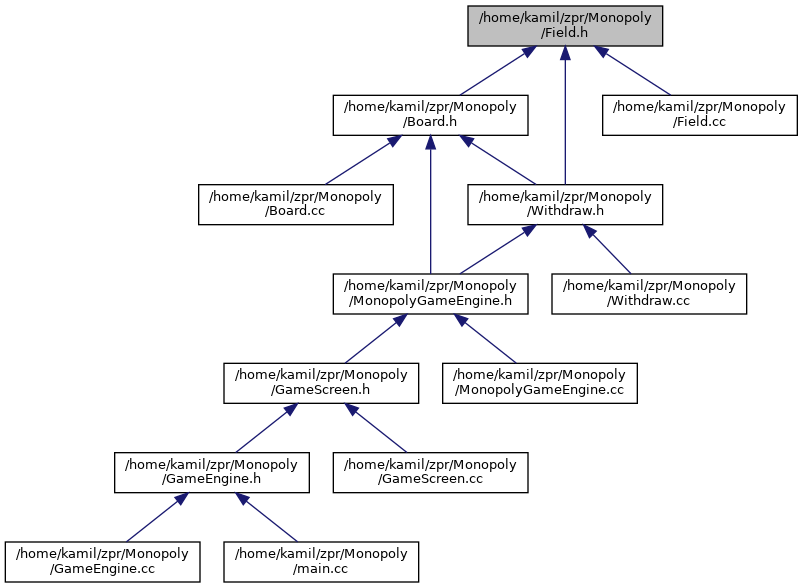 /home/kamil/zpr/Monopoly
/Field.h
/home/kamil/zpr/Monopoly
/Board.h
/home/kamil/zpr/Monopoly
/Field.cc
/home/kamil/zpr/Monopoly
/Board.cc
/home/kamil/zpr/Monopoly
/Withdraw.h
/home/kamil/zpr/Monopoly
/MonopolyGameEngine.h
/home/kamil/zpr/Monopoly
/Withdraw.cc
/home/kamil/zpr/Monopoly
/GameScreen.h
/home/kamil/zpr/Monopoly
/MonopolyGameEngine.cc
/home/kamil/zpr/Monopoly
/GameEngine.h
/home/kamil/zpr/Monopoly
/GameScreen.cc
/home/kamil/zpr/Monopoly
/GameEngine.cc
/home/kamil/zpr/Monopoly
/main.cc